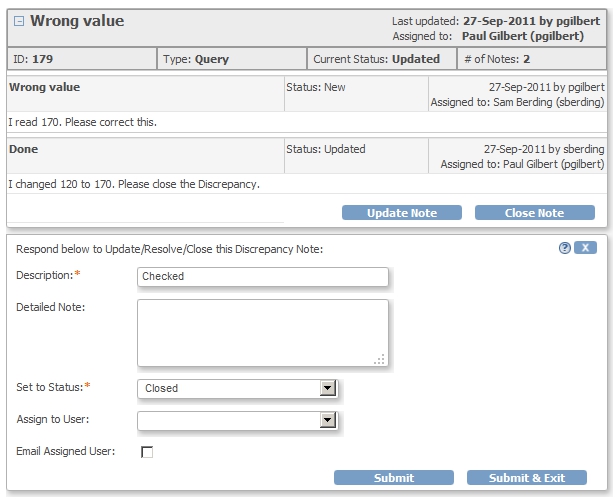 Wrong value
Last updated: 27-Sep-2011 by pgilbert
Assigned to: Paul Gilbert (pgilbert)
ID: 179 Type: Query Current Status: Updated # of Notes: 2
Wrong value Status: New 27-Sep-2011 by pgilbert
Assigned to: Sam Berding (sberding)
I read 170. Please correct this.
Done Status: Updated 27-Sep-2011 by sberding
Assigned to: Paul Gilbert (pgilbert)
I changed 120 to 170. Please close the Discrepancy.
Update Note Close Note
Respond below to Update/Resolve/Close this Discrepancy Note: ? X
Description:* Checked
Detailed Note:
Set to Status:* Closed
Assign to User:
Email Assigned User:
Submit Submit & Exit